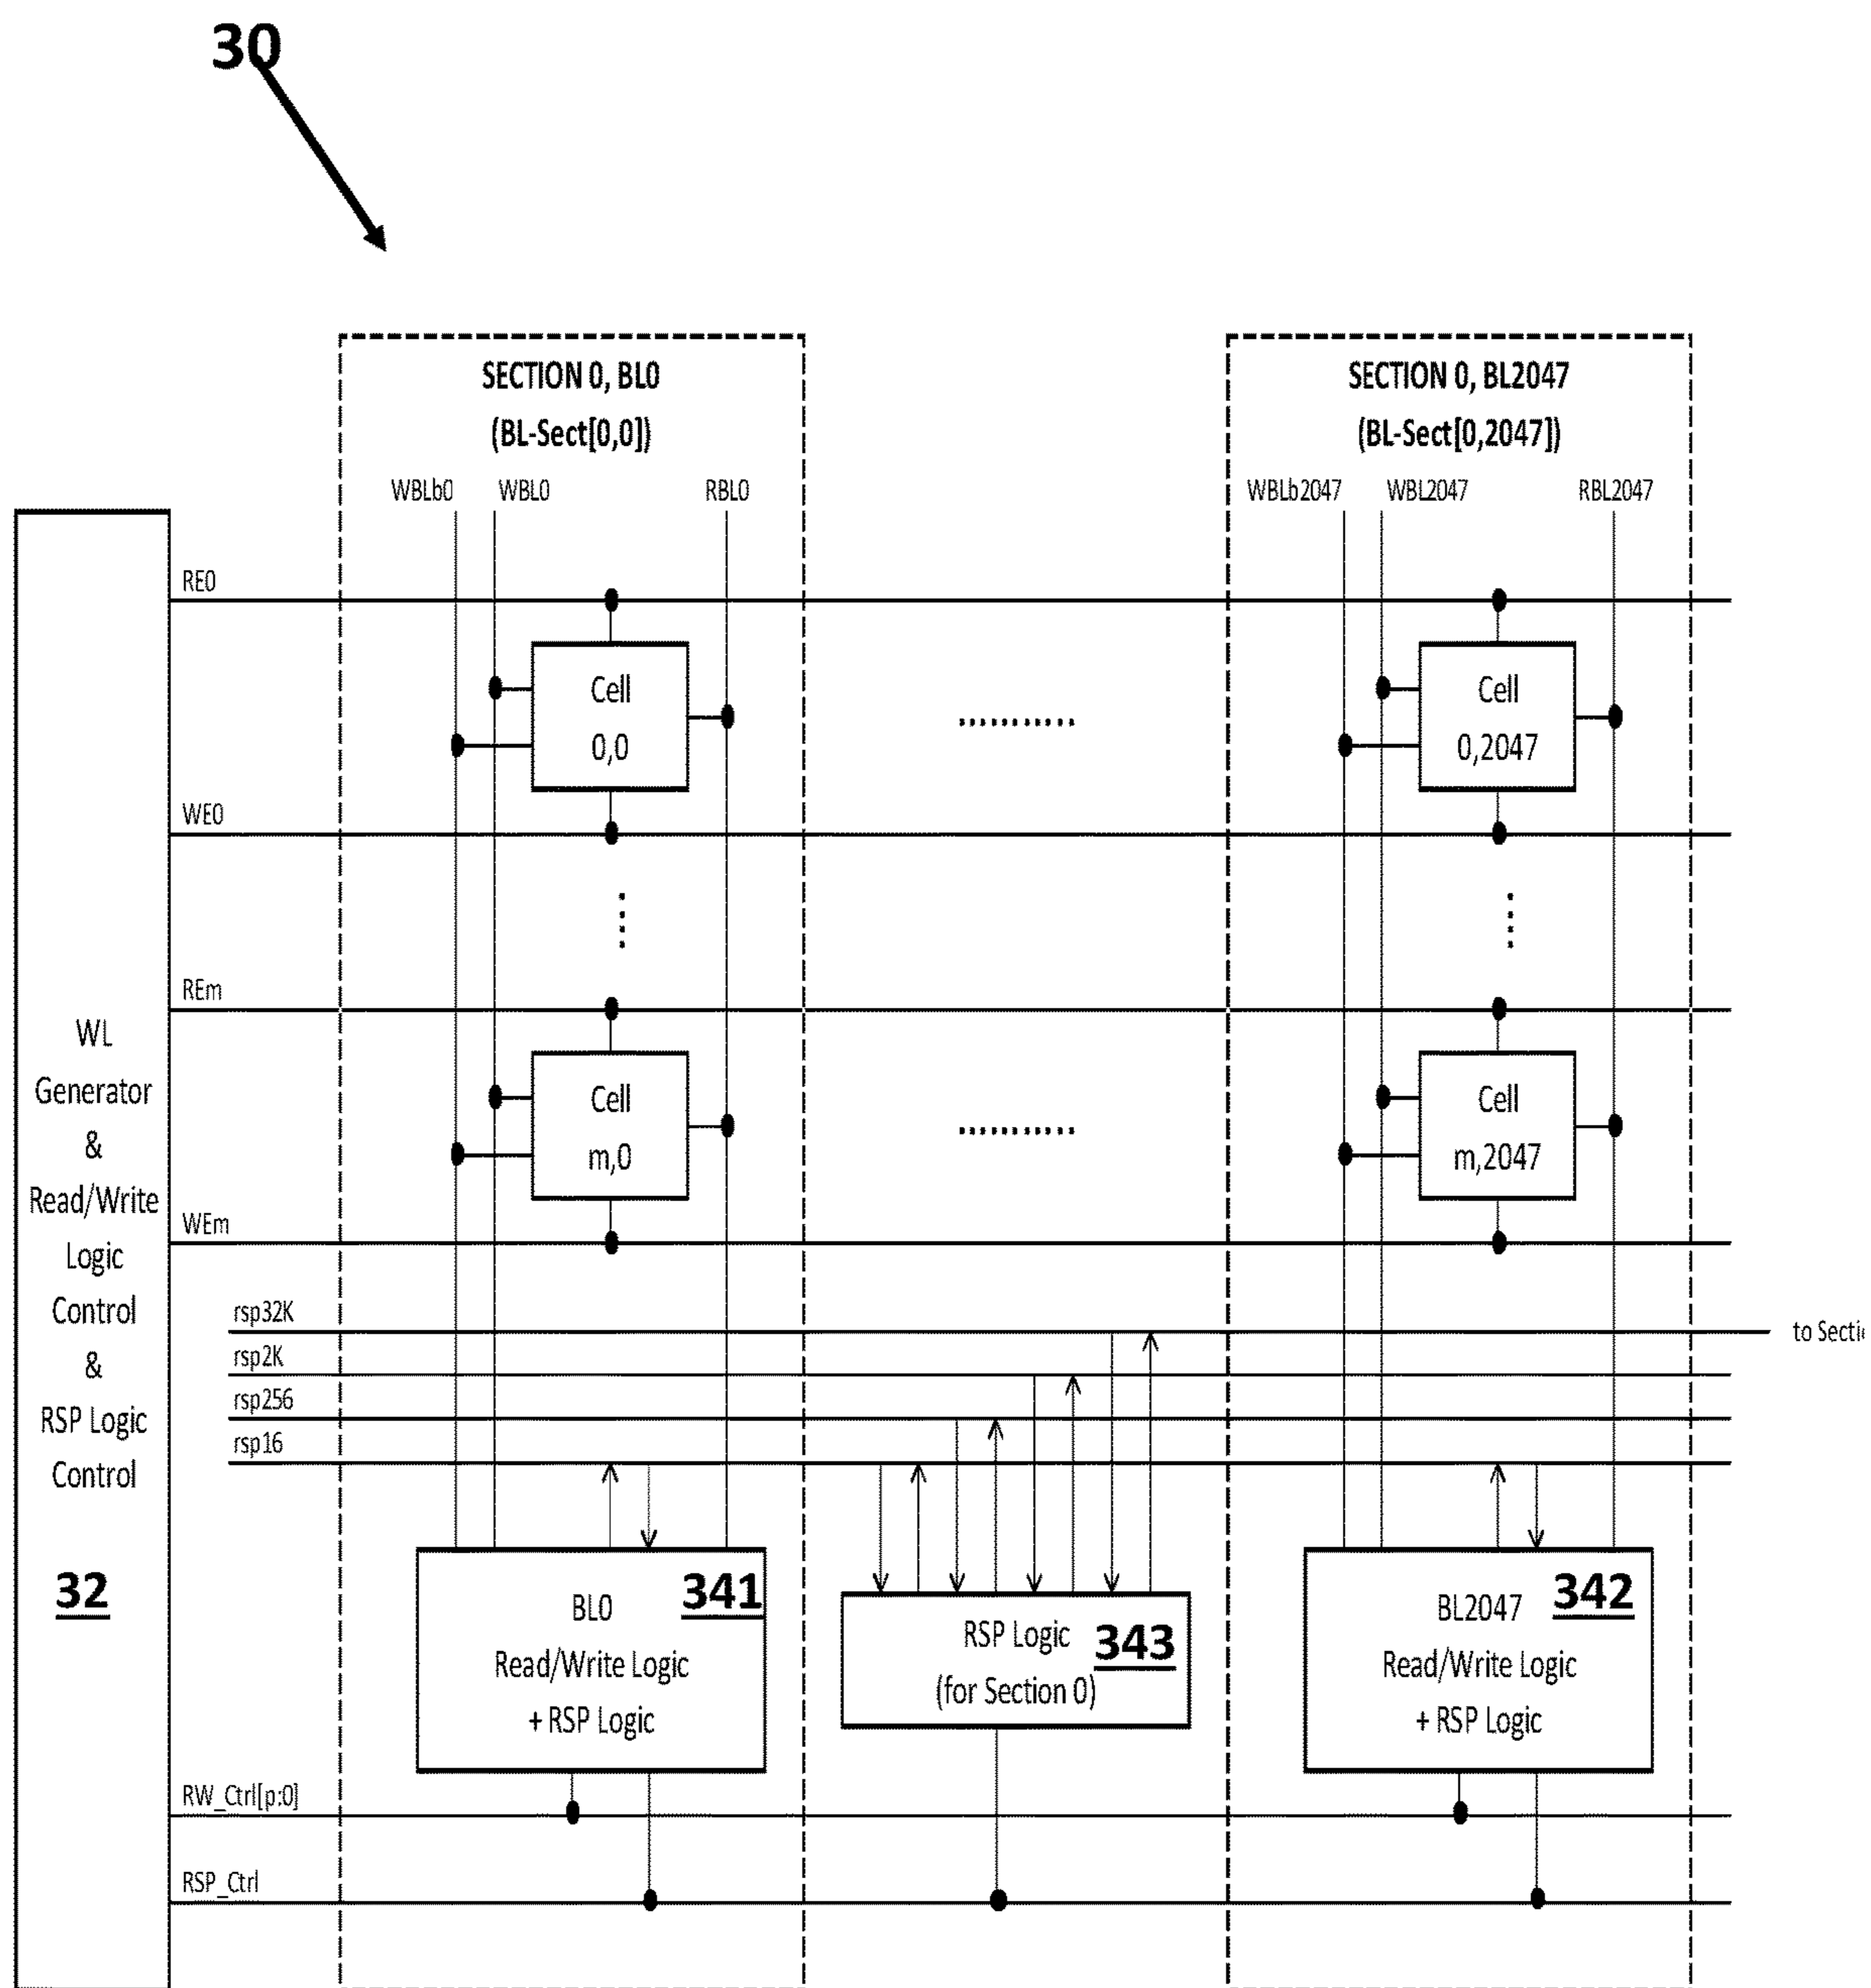 30
SECTION 0, BL0
(BL-Sect[0,0])
SECTION 0, BL2047
(BL-Sect[0,2047])
WBLb0
WBL0
RBL0
WBLb2047
WBL2047
RBL2047
RE0
Cell
0,0
Cell
0,2047
WE0
REm
Cell
m,0
Cell
m,2047
WEm
WL
Generator
&
Read/Write
Logic
Control
&
RSP Logic
Control
32
rsp32K
to
rsp2K
rsp256
rsp16
BL0
341
Read/Write Logic
+ RSP Logic
RSP Logic
343
(for Section 0)
BL2047
342
Read/Write Logic
+ RSP Logic
RW_Ctrl[p:0]
RSP_Ctrl